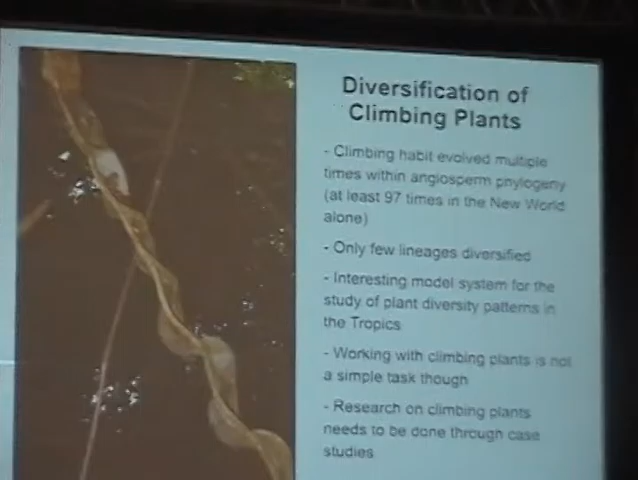 Diversification of
Climbing Plants
- Climbing habit evolved multiple
times within angiosperm phylogeny
(at least 97 times in the New World
alone)
- Only few lineages diversified
- Interesting model system for the
study of plant diversity patterns in
the Tropics
- Working with climbing plants is not
a simple task though
- Research on climbing plants
needs to be done through case
studies